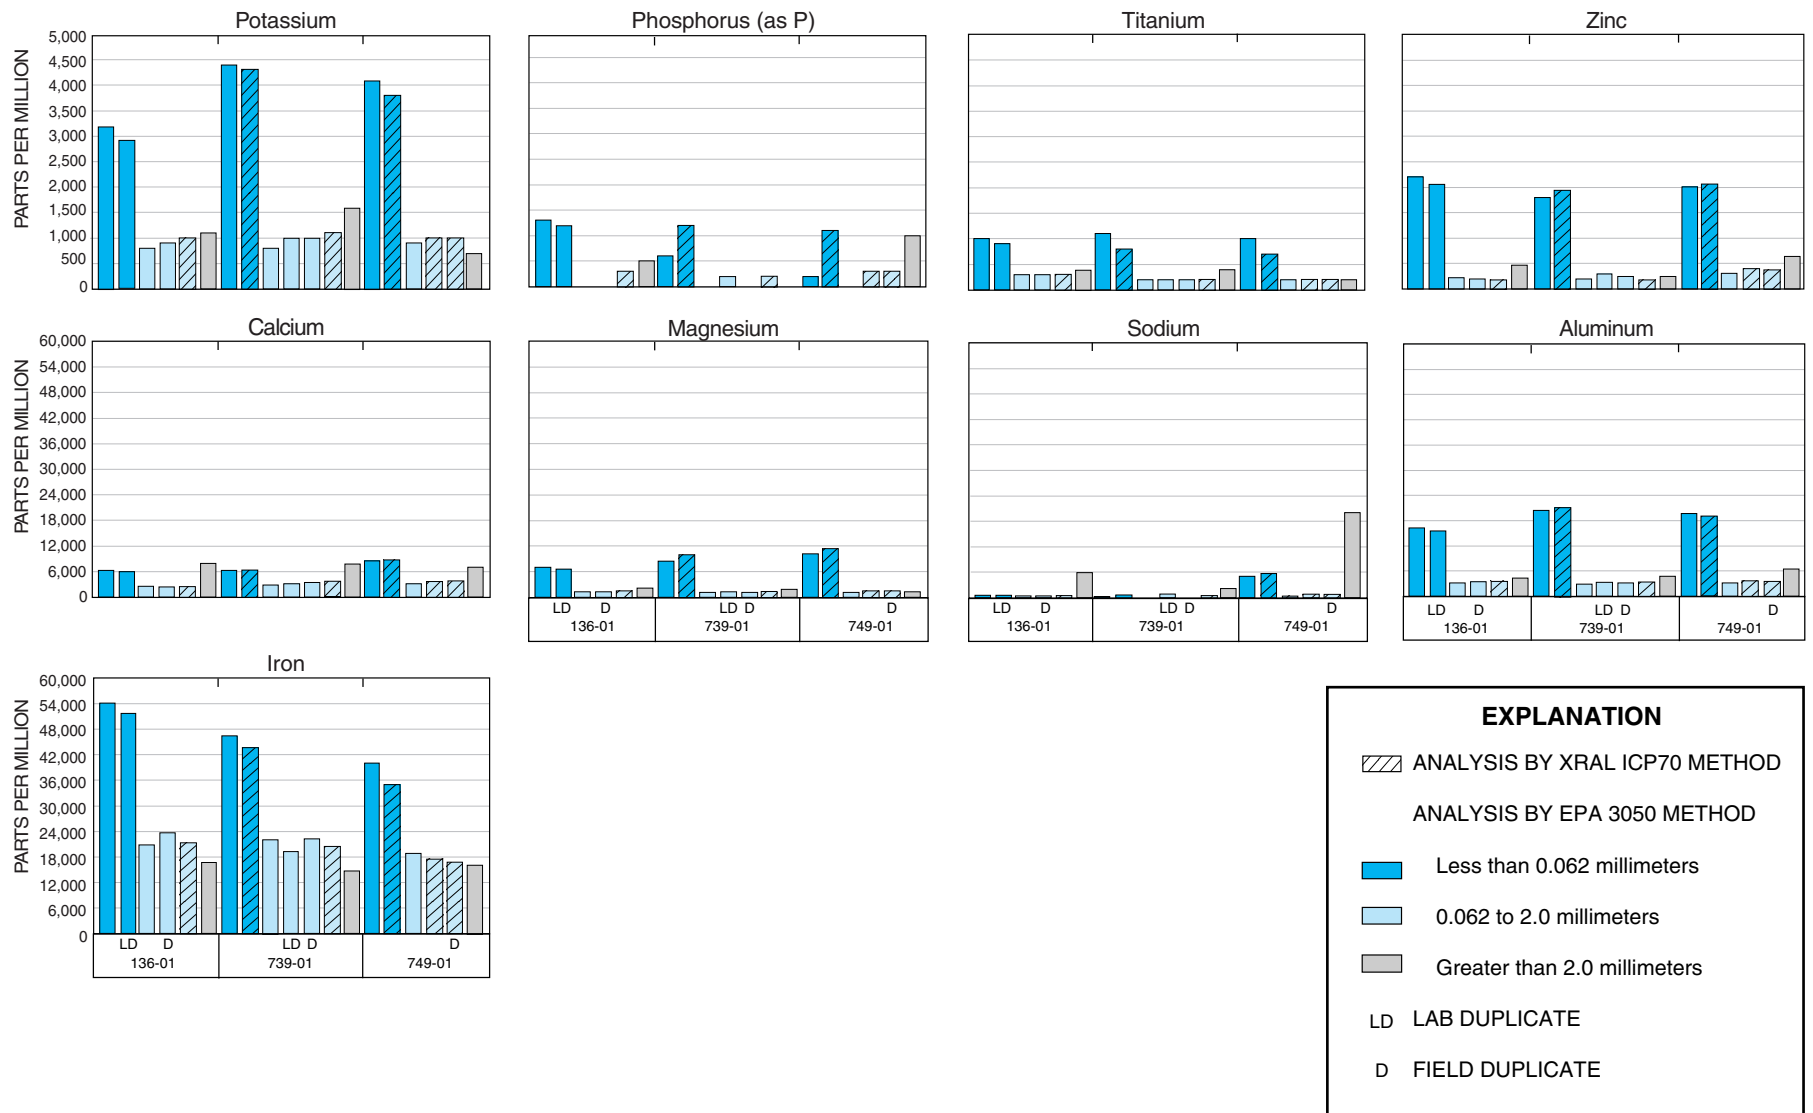 Potassium
Phosphorus (as P)
Titanium
Zinc
PARTS PER MILLION
5,000
4,500
4,000
3,500
3,000
2,500
2,000
1,500
1,000
500
0
Calcium
Magnesium
Sodium
Aluminum
PARTS PER MILLION
60,000
54,000
48,000
42,000
36,000
30,000
24,000
18,000
12,000
6,000
0
LD D LD D D
136-01 739-01 749-01
LD D LD D D
136-01 739-01 749-01
LD D LD D D
136-01 739-01 749-01
Iron
PARTS PER MILLION
60,000
54,000
48,000
42,000
36,000
30,000
24,000
18,000
12,000
6,000
0
LD D LD D D
136-01 739-01 749-01
EXPLANATION
ANALYSIS BY XRAL ICP70 METHOD
ANALYSIS BY EPA 3050 METHOD
Less than 0.062 millimeters
0.062 to 2.0 millimeters
Greater than 2.0 millimeters
LD LAB DUPLICATE
D FIELD DUPLICATE